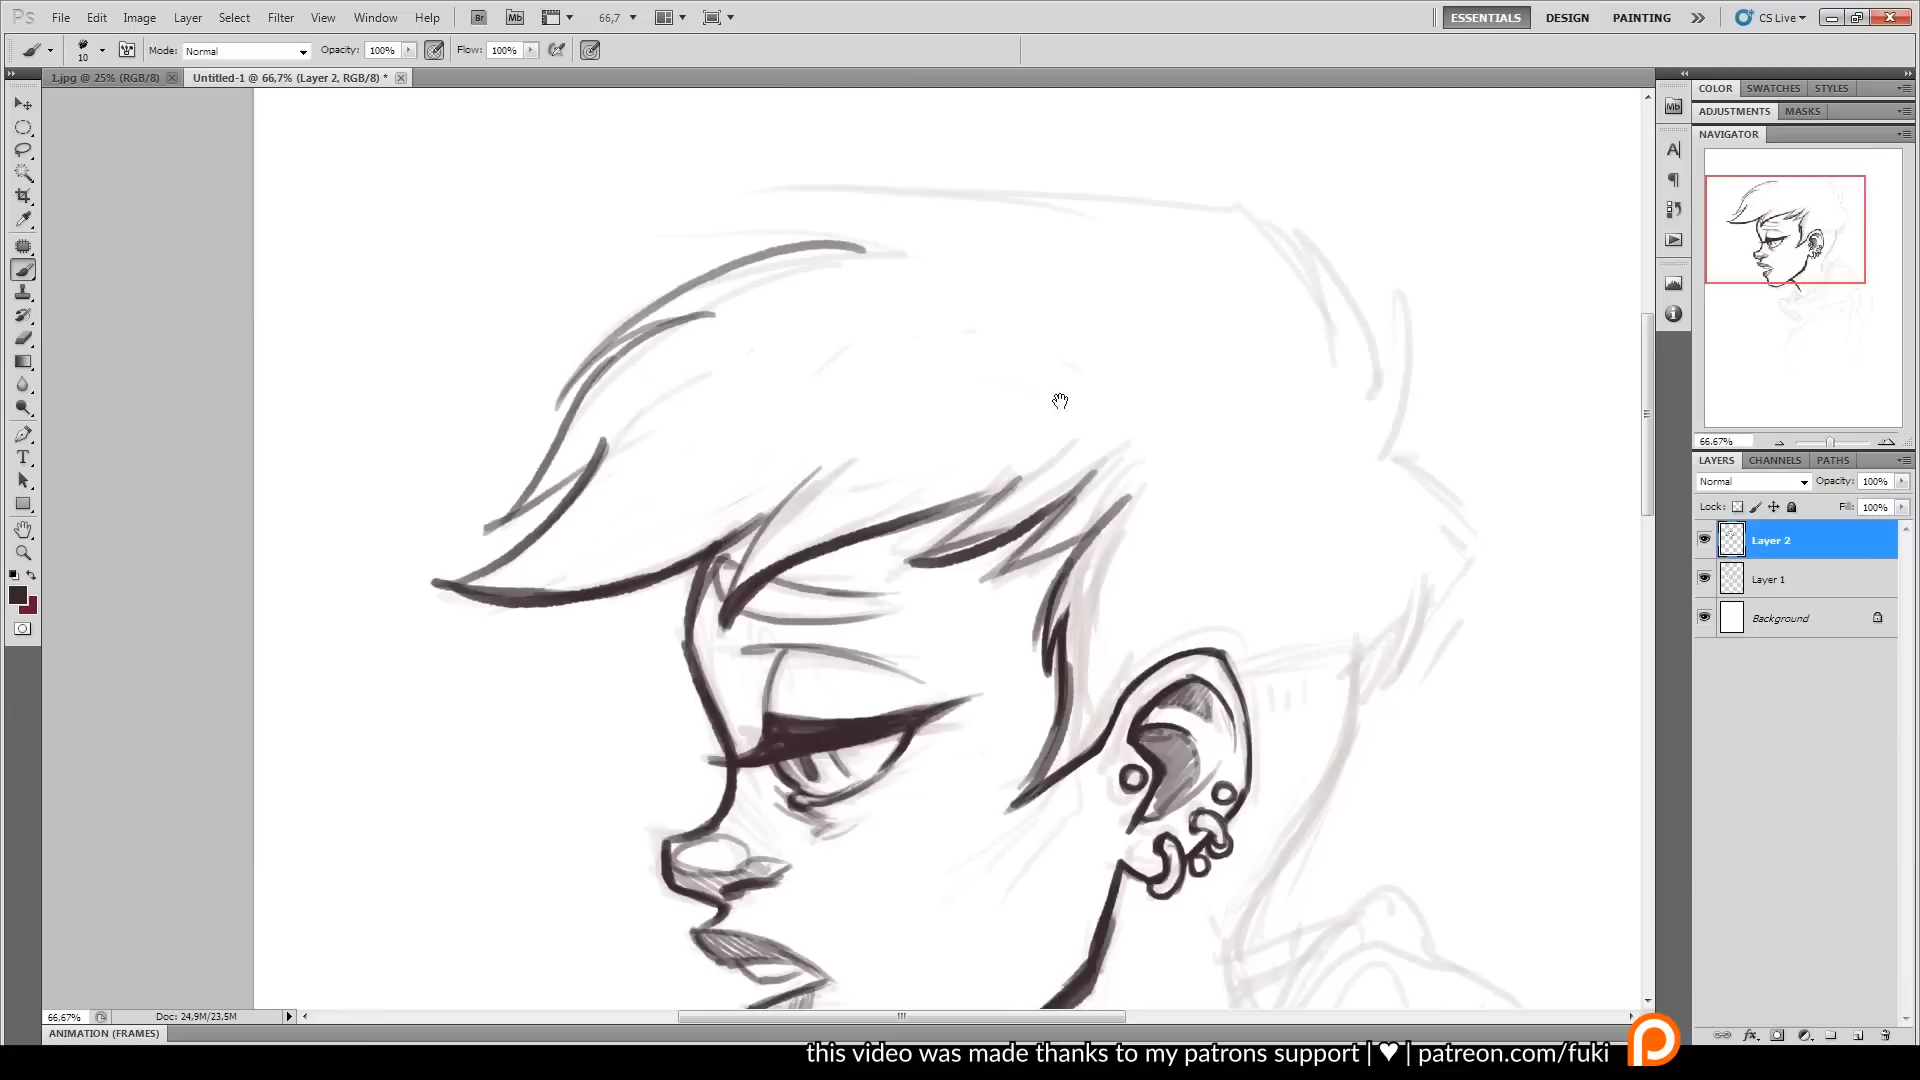 Ps File Edit Image Layer Select Filter View Window Help Br Mb 66,7 ESSENTIALS DESIGN PAINTING CS Live
10 Mode: Normal Opacity: 100% Flow: 100%
1.jpg @ 25% (RGB/8) Untitled-1 @ 66,7% (Layer 2, RGB/8) *
COLOR SWATCHES STYLES
Mb
ADJUSTMENTS MASKS
NAVIGATOR
66.67%
LAYERS CHANNELS PATHS
Normal Opacity: 100%
Lock: Fill: 100%
Layer 2
Layer 1
Background
66,67% Doc: 24,9M/23,5M
ANIMATION (FRAMES)
this video was made thanks to my patrons support | ♥ | patreon.com/fuki